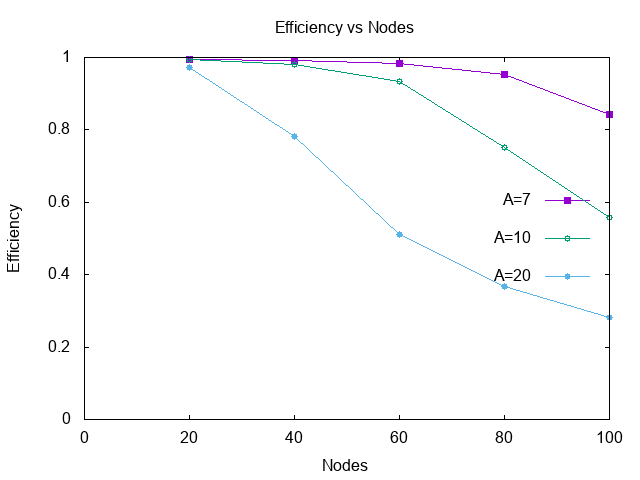 Efficiency vs Nodes
1
0.8
0.6
0.4
0.2
0
Efficiency
A=7
A=10
A=20
0 20 40 60 80 100
Nodes